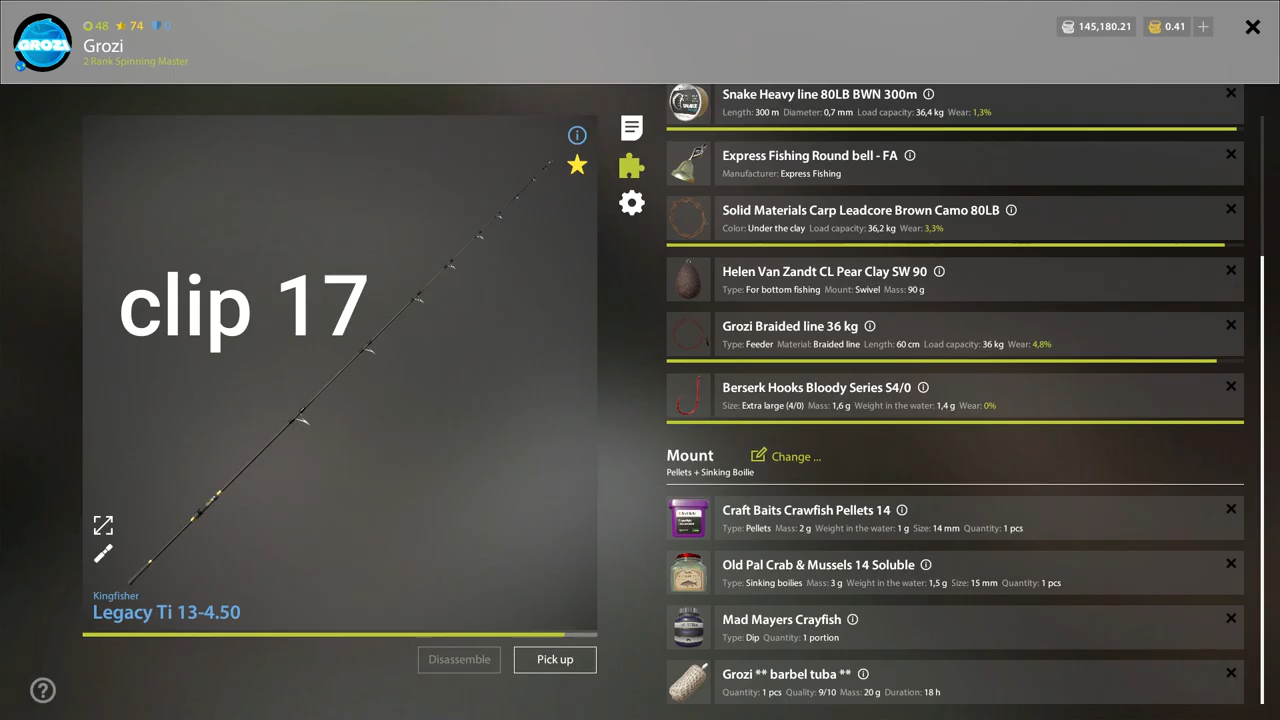 48 74 0
Grozi
2 Rank Spinning Master
145,180.21 0.41 +
GROZI
clip 17
Kingfisher
Legacy Ti 13-4.50
Disassemble Pick up
Snake Heavy line 80LB BWN 300m
Length: 300 m Diameter: 0,7 mm Load capacity: 36,4 kg Wear: 1,3%
Express Fishing Round bell - FA
Manufacturer: Express Fishing
Solid Materials Carp Leadcore Brown Camo 80LB
Color: Under the clay Load capacity: 36,2 kg Wear: 3,3%
Helen Van Zandt CL Pear Clay SW 90
Type: For bottom fishing Mount: Swivel Mass: 90 g
Grozi Braided line 36 kg
Type: Feeder Material: Braided line Length: 60 cm Load capacity: 36 kg Wear: 4,8%
Berserk Hooks Bloody Series S4/0
Size: Extra large (4/0) Mass: 1,6 g Weight in the water: 1,4 g Wear: 0%
Mount Change ...
Pellets + Sinking Boilie
Craft Baits Crawfish Pellets 14
Type: Pellets Mass: 2 g Weight in the water: 1 g Size: 14 mm Quantity: 1 pcs
Old Pal Crab & Mussels 14 Soluble
Type: Sinking boilies Mass: 3 g Weight in the water: 1,5 g Size: 15 mm Quantity: 1 pcs
Mad Mayers Crayfish
Type: Dip Quantity: 1 portion
Grozi ** barbel tuba **
Quantity: 1 pcs Quality: 9/10 Mass: 20 g Duration: 18 h